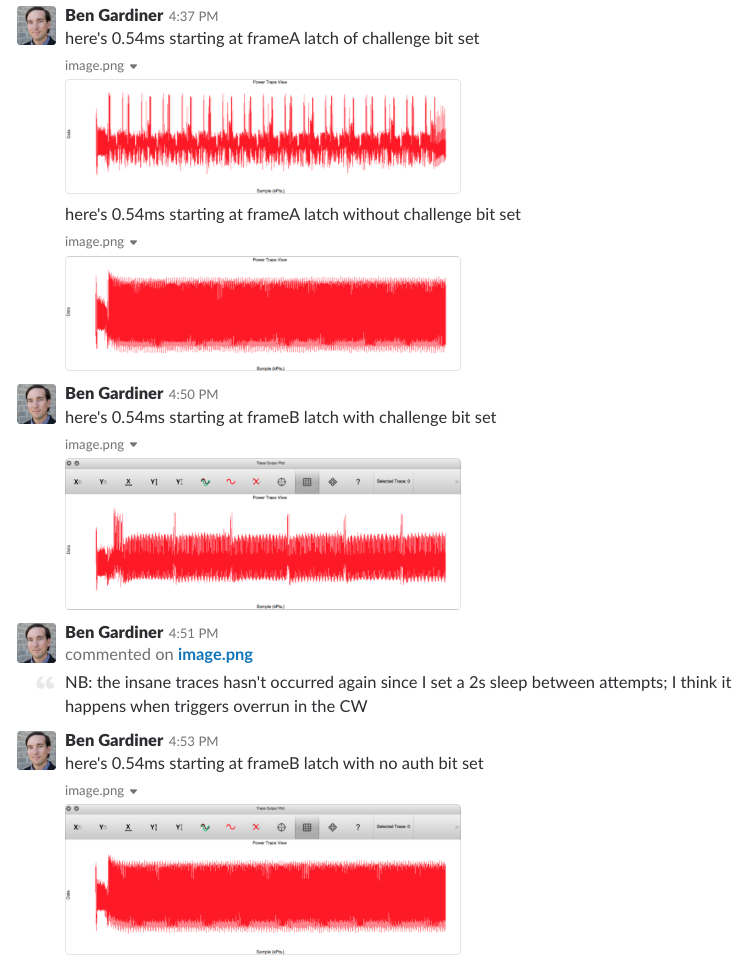 Ben Gardiner 4:37 PM
here's 0.54ms starting at frameA latch of challenge bit set
image.png
Power Trace View
Data
Sample (kPts.)
here's 0.54ms starting at frameA latch without challenge bit set
image.png
Power Trace View
Data
Sample (kPts.)
Ben Gardiner 4:50 PM
here's 0.54ms starting at frameB latch with challenge bit set
image.png
Trace Output Plot
Selected Trace: 0
Power Trace View
Data
Sample (kPts.)
Ben Gardiner 4:51 PM
commented on image.png
NB: the insane traces hasn't occurred again since I set a 2s sleep between attempts; I think it
happens when triggers overrun in the CW
Ben Gardiner 4:53 PM
here's 0.54ms starting at frameB latch with no auth bit set
image.png
Trace Output Plot
Selected Trace: 0
Power Trace View
Data
Sample (kPts.)